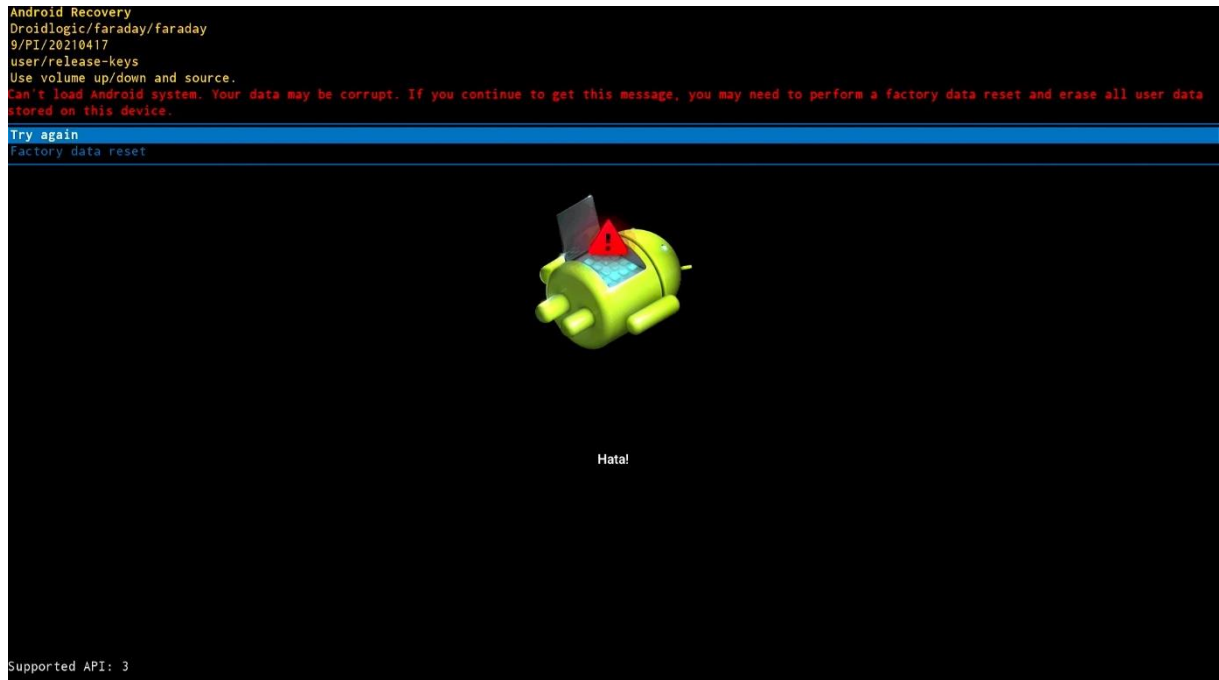 Android Recovery
Droidlogic/faraday/faraday
9/PI/20210417
user/release-keys
Use volume up/down and source.
Can't load Android system. Your data may be corrupt. If you continue to get this message, you may need to perform a factory data reset and erase all user data
stored on this device.
Try again
Factory data reset
Hata!
Supported API: 3